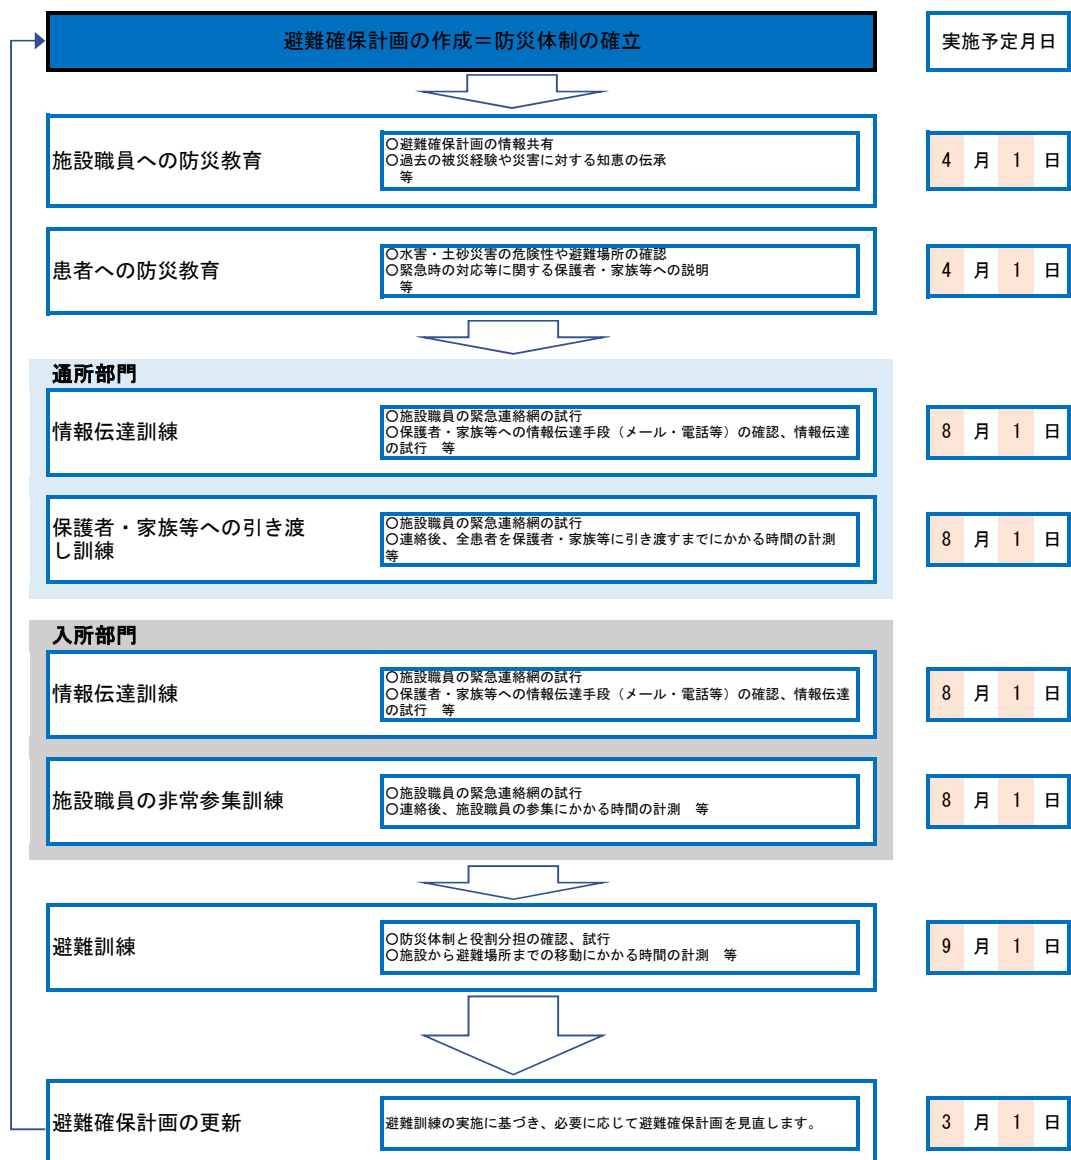 避難確保計画の作成＝防災体制の確立
実施予定月日
施設職員への防災教育
〇避難確保計画の情報共有
〇過去の被災経験や災害に対する知恵の伝承
等
4 月 1 日
患者への防災教育
〇水害・土砂災害の危険性や避難場所の確認
〇緊急時の対応等に関する保護者・家族等への説明
等
4 月 1 日
通所部門
情報伝達訓練
〇施設職員の緊急連絡網の試行
〇保護者・家族等への情報伝達手段（メール・電話等）の確認、情報伝達
の試行　等
8 月 1 日
保護者・家族等への引き渡
し訓練
〇施設職員の緊急連絡網の試行
〇連絡後、全患者を保護者・家族等に引き渡すまでにかかる時間の計測
等
8 月 1 日
入所部門
情報伝達訓練
〇施設職員の緊急連絡網の試行
〇保護者・家族等への情報伝達手段（メール・電話等）の確認、情報伝達
の試行　等
8 月 1 日
施設職員の非常参集訓練
〇施設職員の緊急連絡網の試行
〇連絡後、施設職員の参集にかかる時間の計測　等
8 月 1 日
避難訓練
〇防災体制と役割分担の確認、試行
〇施設から避難場所までの移動にかかる時間の計測　等
9 月 1 日
避難確保計画の更新
避難訓練の実施に基づき、必要に応じて避難確保計画を見直します。
3 月 1 日